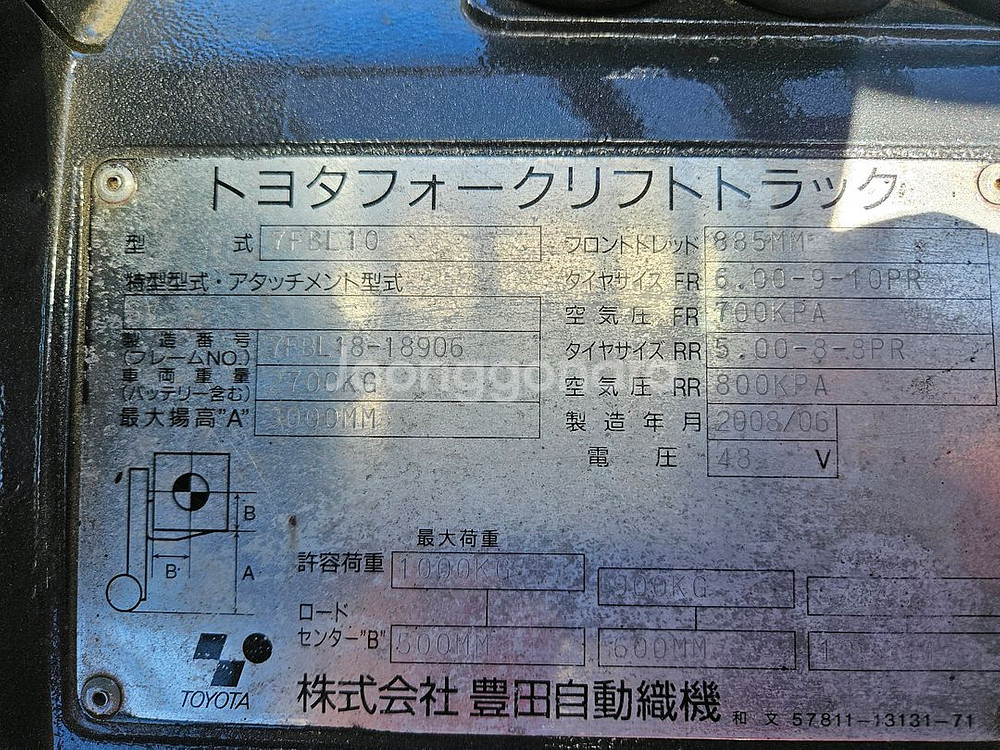 トヨタフォークリフトトラック
型式 7FBL10
フロントトレッド 885MM
特型型式・アタッチメント型式
タイヤサイズ FR 6.00-9-10PR
空気圧 FR 700KPA
製造番号 (フレームNO.) 7FBL18-18906
タイヤサイズ RR 5.00-8-8PR
車両重量 (バッテリー含む) 2700KG
空気圧 RR 800KPA
最大揚高"A" 3000MM
製造年月 2008/06
電圧 48 V
B
B
A
最大荷重
許容荷重 1000KG 900KG
ロードセンター"B" 500MM 600MM
TOYOTA
株式会社 豊田自動織機
和文 57811-13131-71